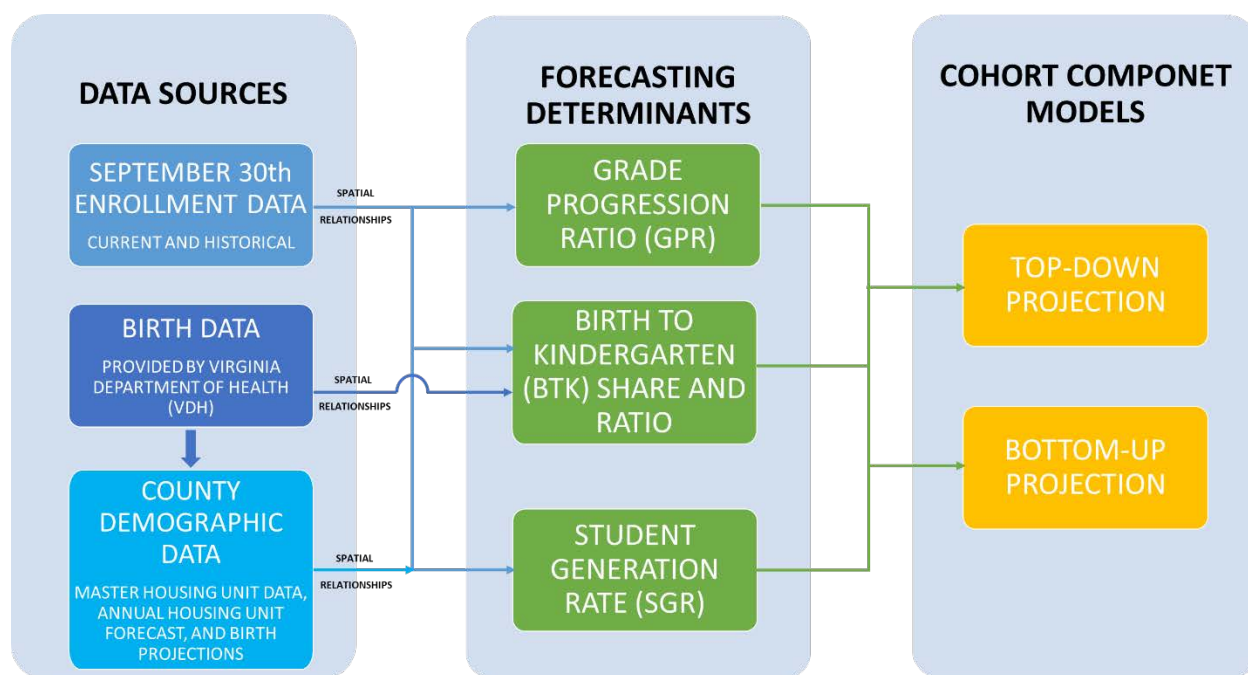 DATA SOURCES
SEPTEMBER 30th
ENROLLMENT DATA
CURRENT AND HISTORICAL
BIRTH DATA
PROVIDED BY VIRGINIA
DEPARTMENT OF HEALTH
(VDH)
COUNTY
DEMOGRAPHIC
DATA
MASTER HOUSING UNIT DATA,
ANNUAL HOUSING UNIT
FORECAST, AND BIRTH
PROJECTIONS
SPATIAL
RELATIONSHIPS
SPATIAL
RELATIONSHIPS
SPATIAL
RELATIONSHIPS
FORECASTING
DETERMINANTS
GRADE
PROGRESSION
RATIO (GPR)
BIRTH TO
KINDERGARTEN
(BTK) SHARE AND
RATIO
STUDENT
GENERATION
RATE (SGR)
COHORT COMPONET
MODELS
TOP-DOWN
PROJECTION
BOTTOM-UP
PROJECTION